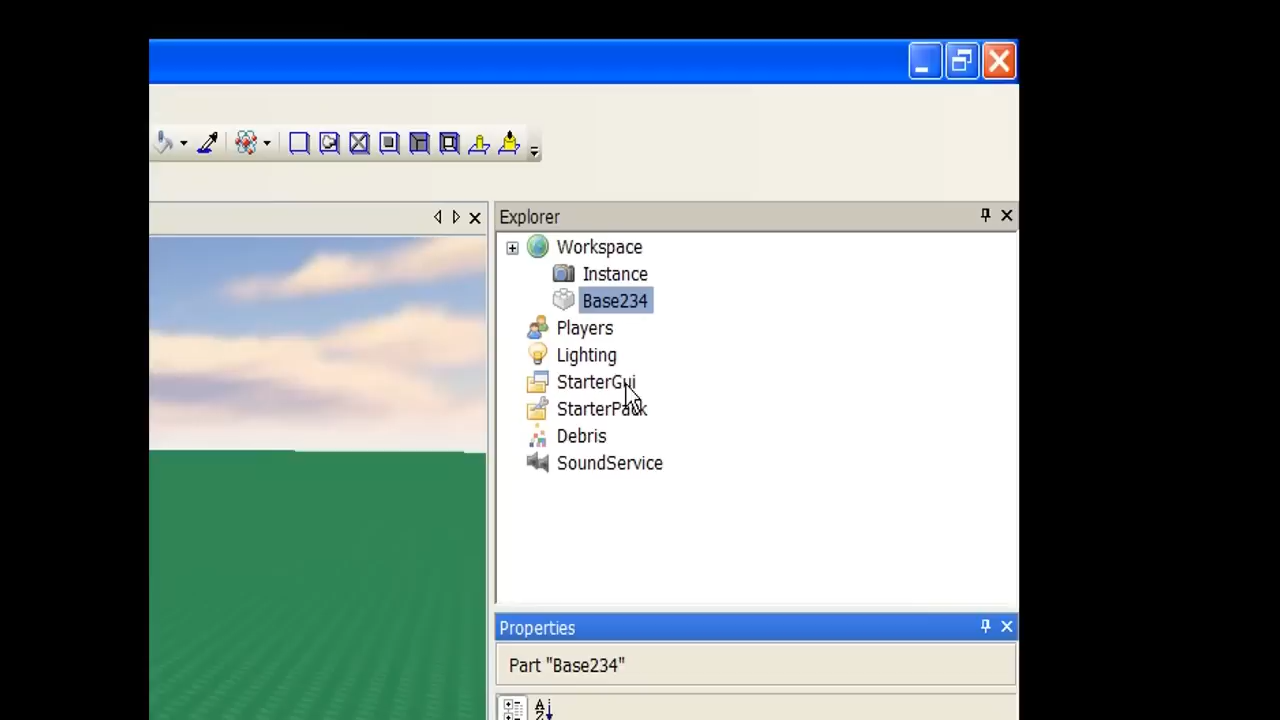 Explorer
Workspace
Instance
Base234
Players
Lighting
StarterGui
StarterPack
Debris
SoundService
Properties
Part "Base234"